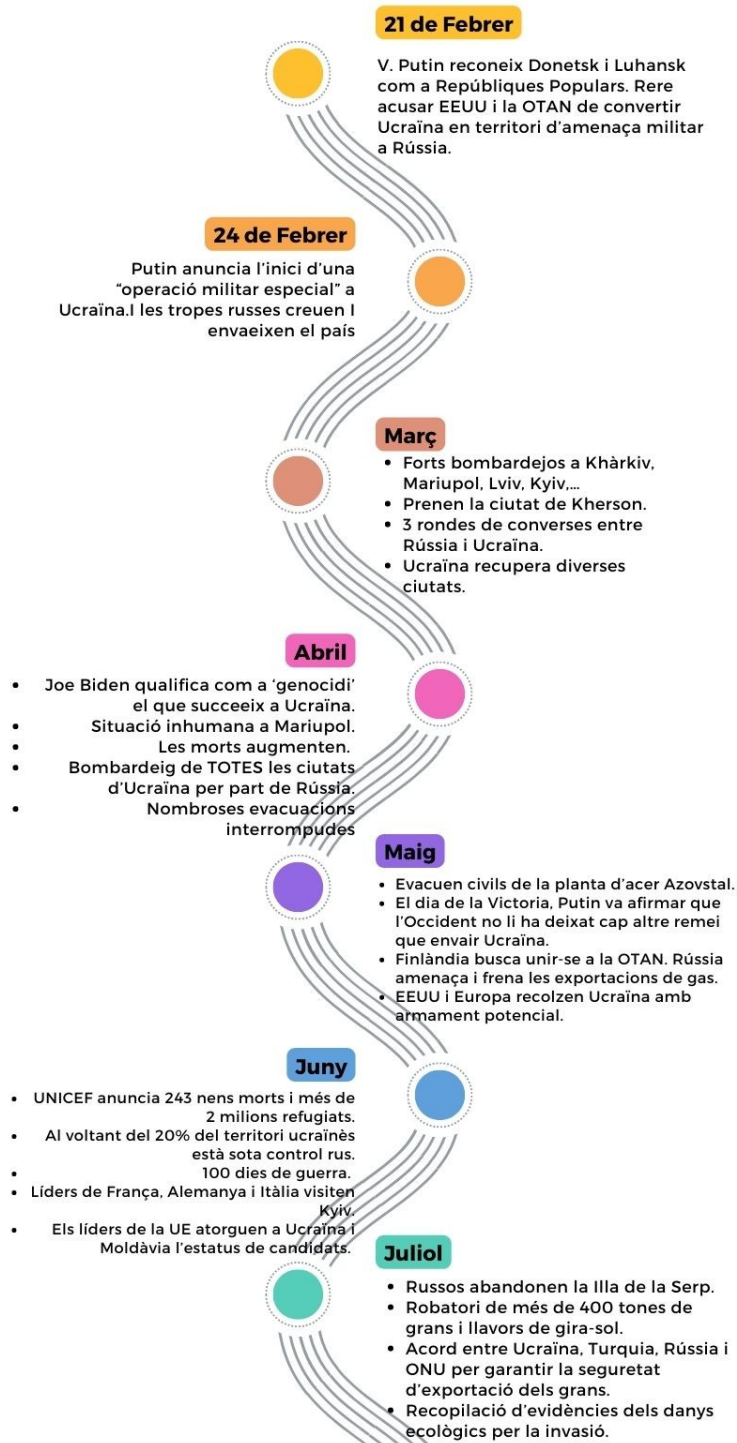 21 de Febrer
V. Putin reconeix Donetsk i Luhansk
com a Repúbliques Populars. Rere
acusar EEUU i la OTAN de convertir
Ucraïna en territori d'amenaça militar
a Rússia.
24 de Febrer
Putin anuncia l'inici d'una
“operació militar especial” a
Ucraïna.I les tropes russes creuen I
envaeixen el país
Març
• Forts bombardejos a Khàrkiv,
Mariupol, Lviv, Kyiv,...
• Prenen la ciutat de Kherson.
• 3 rondes de converses entre
Rússia i Ucraïna.
• Ucraïna recupera diverses
ciutats.
Abril
• Joe Biden qualifica com a ‘genocidi’
el que succeeix a Ucraïna.
• Situació inhumana a Mariupol.
• Les morts augmenten.
• Bombardeig de TOTES les ciutats
d'Ucraïna per part de Rússia.
• Nombroses evacuacions
interrompudes
Maig
• Evacuen civils de la planta d'acer Azovstal.
• El dia de la Victoria, Putin va afirmar que
l'Occident no li ha deixat cap altre remei
que envair Ucraïna.
• Finlàndia busca unir-se a la OTAN. Rússia
amenaça i frena les exportacions de gas.
• EEUU i Europa recolzen Ucraïna amb
armament potencial.
Juny
• UNICEF anuncia 243 nens morts i més de
2 milions refugiats.
• Al voltant del 20% del territori ucraïnès
està sota control rus.
• 100 dies de guerra.
• Líders de França, Alemanya i Itàlia visiten
Kyiv.
• Els líders de la UE atorguen a Ucraïna i
Moldàvia l'estatus de candidats.
Juliol
• Russos abandonen la Illa de la Serp.
• Robatori de més de 400 tones de
grans i llavors de gira-sol.
• Acord entre Ucraïna, Turquia, Rússia i
ONU per garantir la seguretat
d'exportació dels grans.
• Recopilació d'evidències dels danys
ecològics per la invasió.